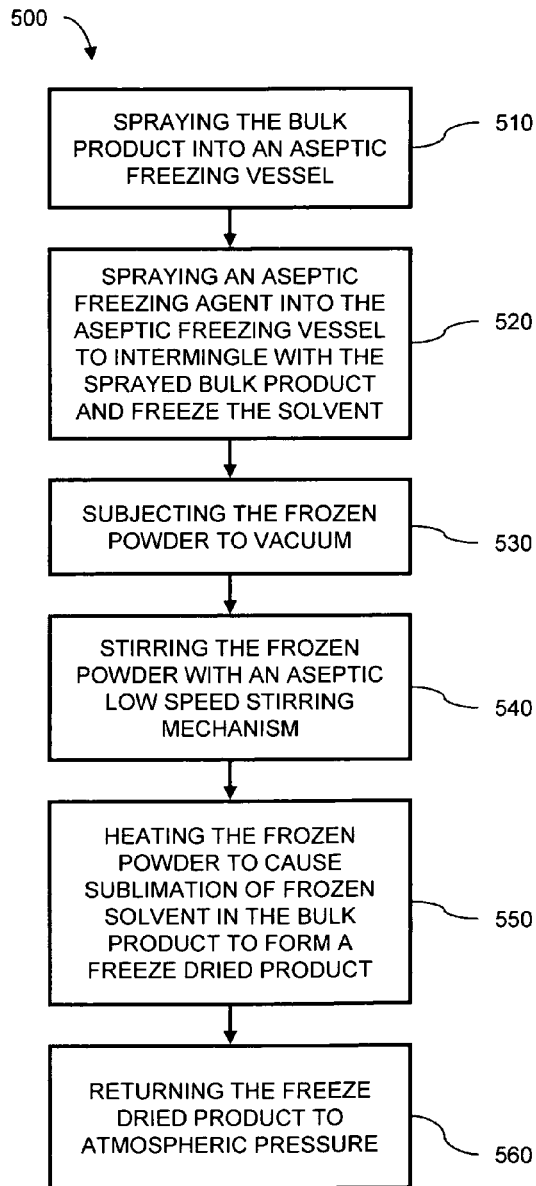 500
SPRAYING THE BULK
PRODUCT INTO AN ASEPTIC
FREEZING VESSEL
510
SPRAYING AN ASEPTIC
FREEZING AGENT INTO THE
ASEPTIC FREEZING VESSEL
TO INTERMINGLE WITH THE
SPRAYED BULK PRODUCT
AND FREEZE THE SOLVENT
520
SUBJECTING THE FROZEN
POWDER TO VACUUM
530
STIRRING THE FROZEN
POWDER WITH AN ASEPTIC
LOW SPEED STIRRING
MECHANISM
540
HEATING THE FROZEN
POWDER TO CAUSE
SUBLIMATION OF FROZEN
SOLVENT IN THE BULK
PRODUCT TO FORM A
FREEZE DRIED PRODUCT
550
RETURNING THE FREEZE
DRIED PRODUCT TO
ATMOSPHERIC PRESSURE
560